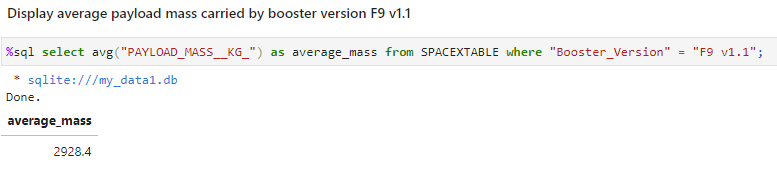 Display average payload mass carried by booster version F9 v1.1
%sql select avg("PAYLOAD_MASS__KG_") as average_mass from SPACEXTABLE where "Booster_Version" = "F9 v1.1";
* sqlite:///my_data1.db
Done.
average_mass
2928.4